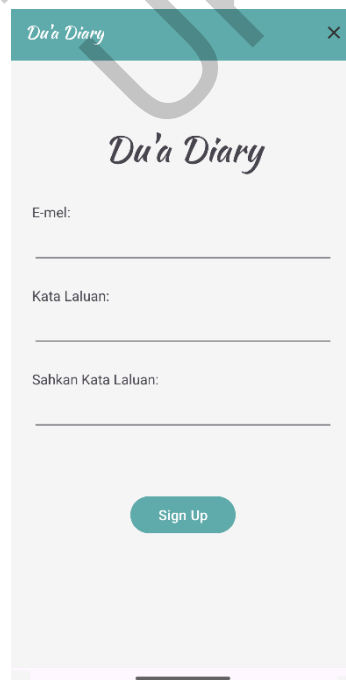 Du'a Diary
Du'a Diary
E-mel:
Kata Laluan:
Sahkan Kata Laluan:
Sign Up